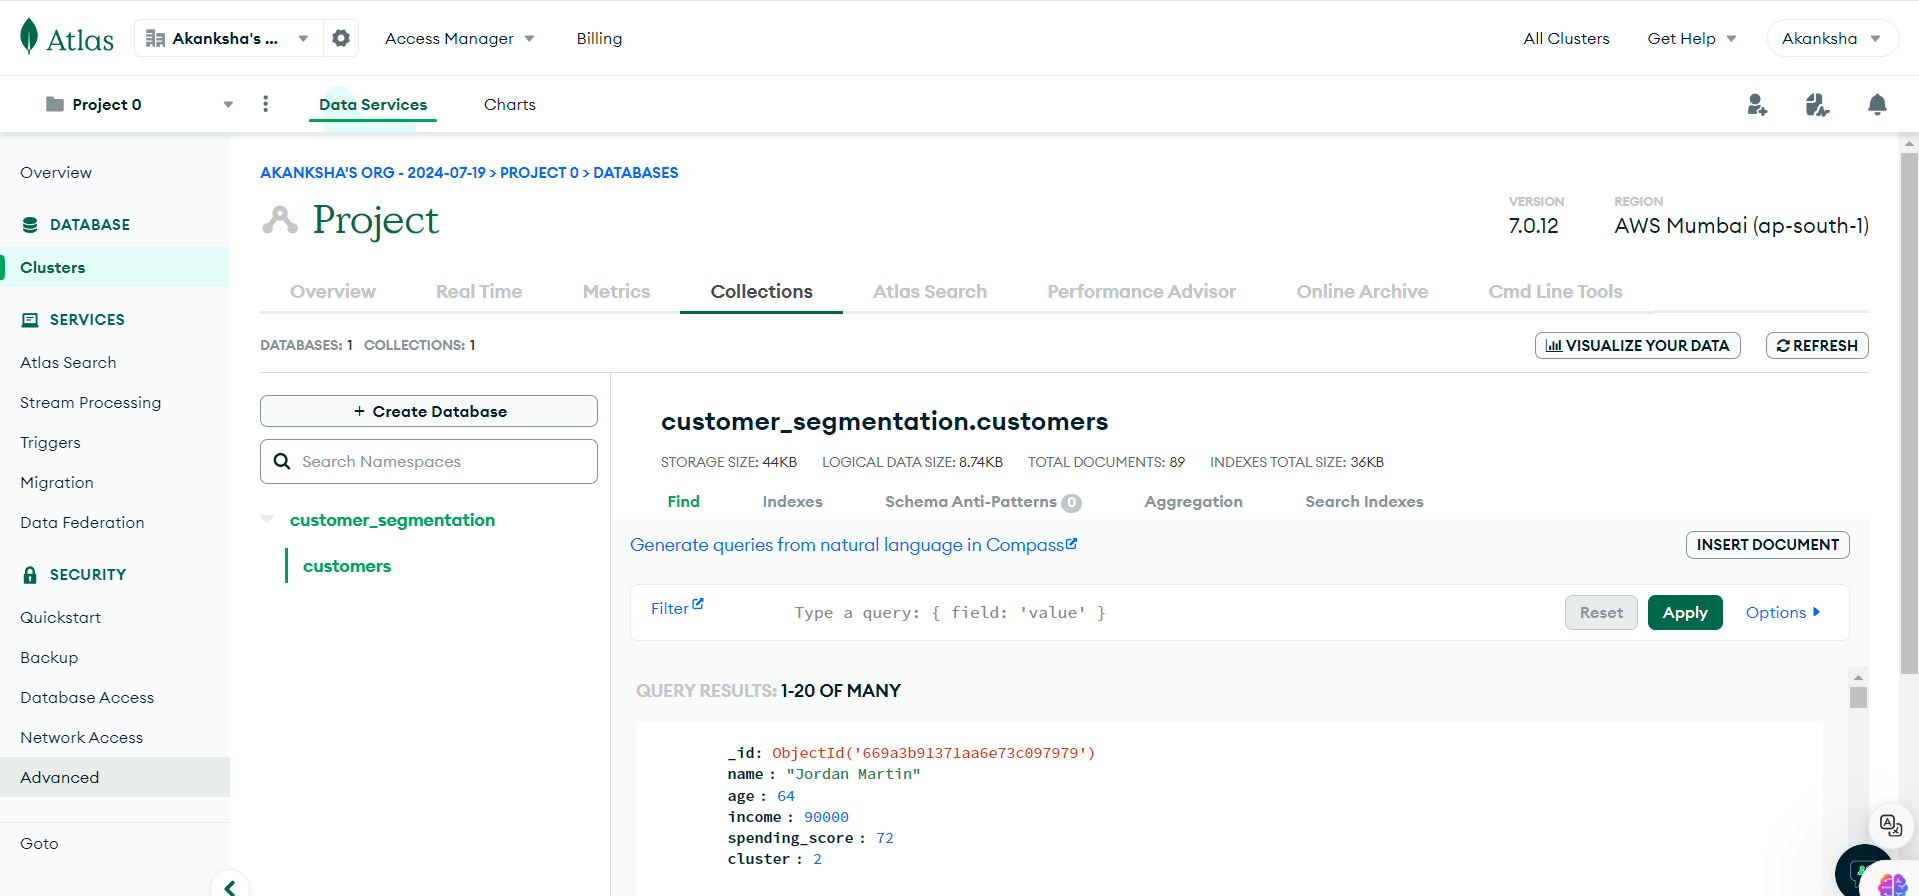 Atlas
Akanksha's ...
Access Manager
Billing
All Clusters
Get Help
Akanksha
Project 0
Data Services
Charts
Overview
DATABASE
Clusters
SERVICES
Atlas Search
Stream Processing
Triggers
Migration
Data Federation
SECURITY
Quickstart
Backup
Database Access
Network Access
Advanced
Goto
AKANKSHA'S ORG - 2024-07-19 > PROJECT 0 > DATABASES
Project
VERSION
7.0.12
REGION
AWS Mumbai (ap-south-1)
Overview
Real Time
Metrics
Collections
Atlas Search
Performance Advisor
Online Archive
Cmd Line Tools
DATABASES: 1 COLLECTIONS: 1
VISUALIZE YOUR DATA
REFRESH
+ Create Database
Search Namespaces
customer_segmentation
customers
customer_segmentation.customers
STORAGE SIZE: 44KB LOGICAL DATA SIZE: 8.74KB TOTAL DOCUMENTS: 89 INDEXES TOTAL SIZE: 36KB
Find
Indexes
Schema Anti-Patterns 0
Aggregation
Search Indexes
Generate queries from natural language in Compass
INSERT DOCUMENT
Filter
Type a query: { field: 'value' }
Reset
Apply
Options
QUERY RESULTS: 1-20 OF MANY
_id: ObjectId('669a3b91371aa6e73c097979')
name : "Jordan Martin"
age : 64
income : 90000
spending_score : 72
cluster : 2